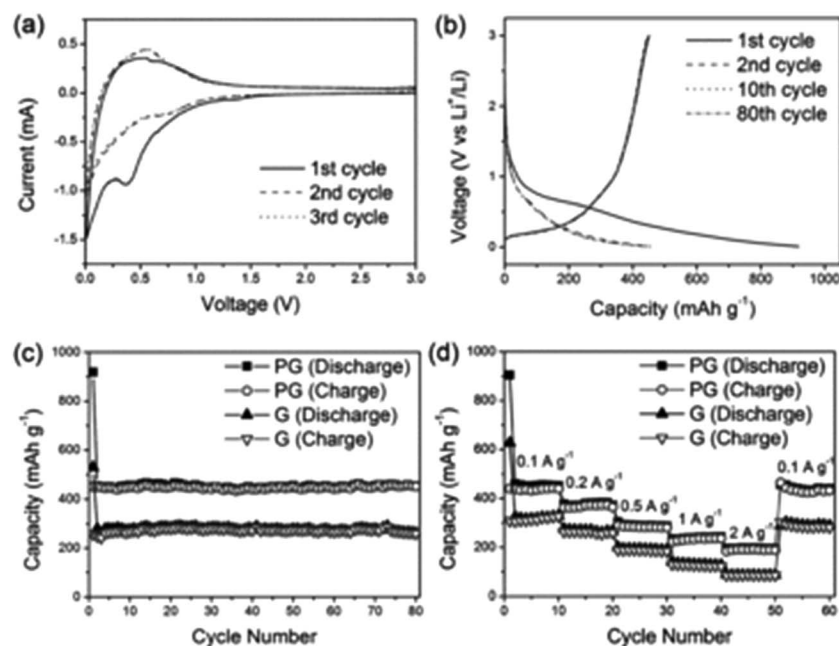 (a)
0.5
0.0
-0.5
-1.0
-1.5
Current (mA)
1st cycle
2nd cycle
3rd cycle
0.0 0.5 1.0 1.5 2.0 2.5 3.0
Voltage (V)
(b)
3
2
1
0
Voltage (V vs Li⁺/Li)
1st cycle
2nd cycle
10th cycle
80th cycle
0 200 400 600 800 1000
Capacity (mAh g⁻¹)
(c)
1000
800
600
400
200
0
Capacity (mAh g⁻¹)
PG (Discharge)
PG (Charge)
G (Discharge)
G (Charge)
0 10 20 30 40 50 60 70 80
Cycle Number
(d)
1000
800
600
400
200
0
Capacity (mAh g⁻¹)
PG (Discharge)
PG (Charge)
G (Discharge)
G (Charge)
0.1 A g⁻¹
0.2 A g⁻¹
0.5 A g⁻¹
1 A g⁻¹
2 A g⁻¹
0.1 A g⁻¹
0 10 20 30 40 50 60
Cycle Number